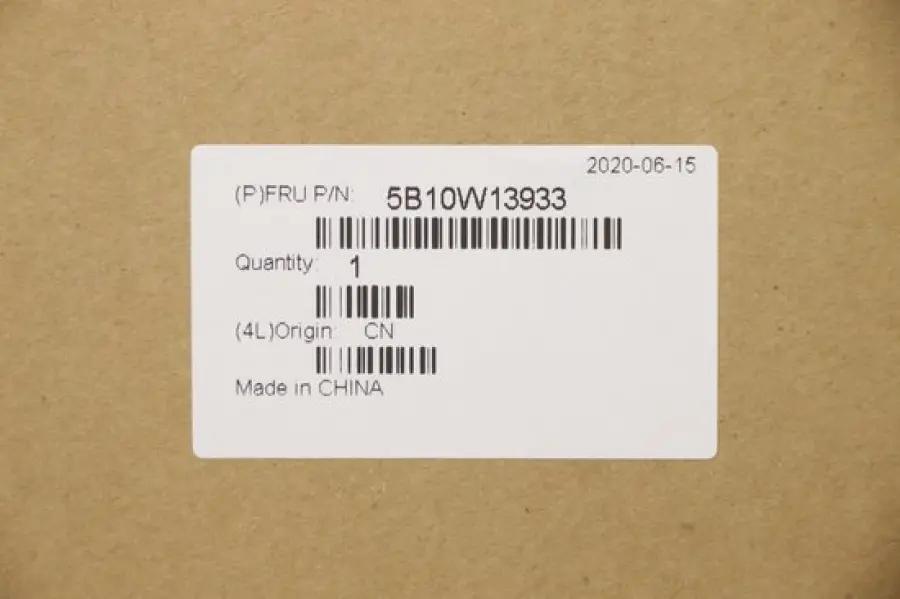 2020-06-15
(P)FRU P/N: 5B10W13933
Quantity: 1
(4L)Origin: CN
Made in CHINA